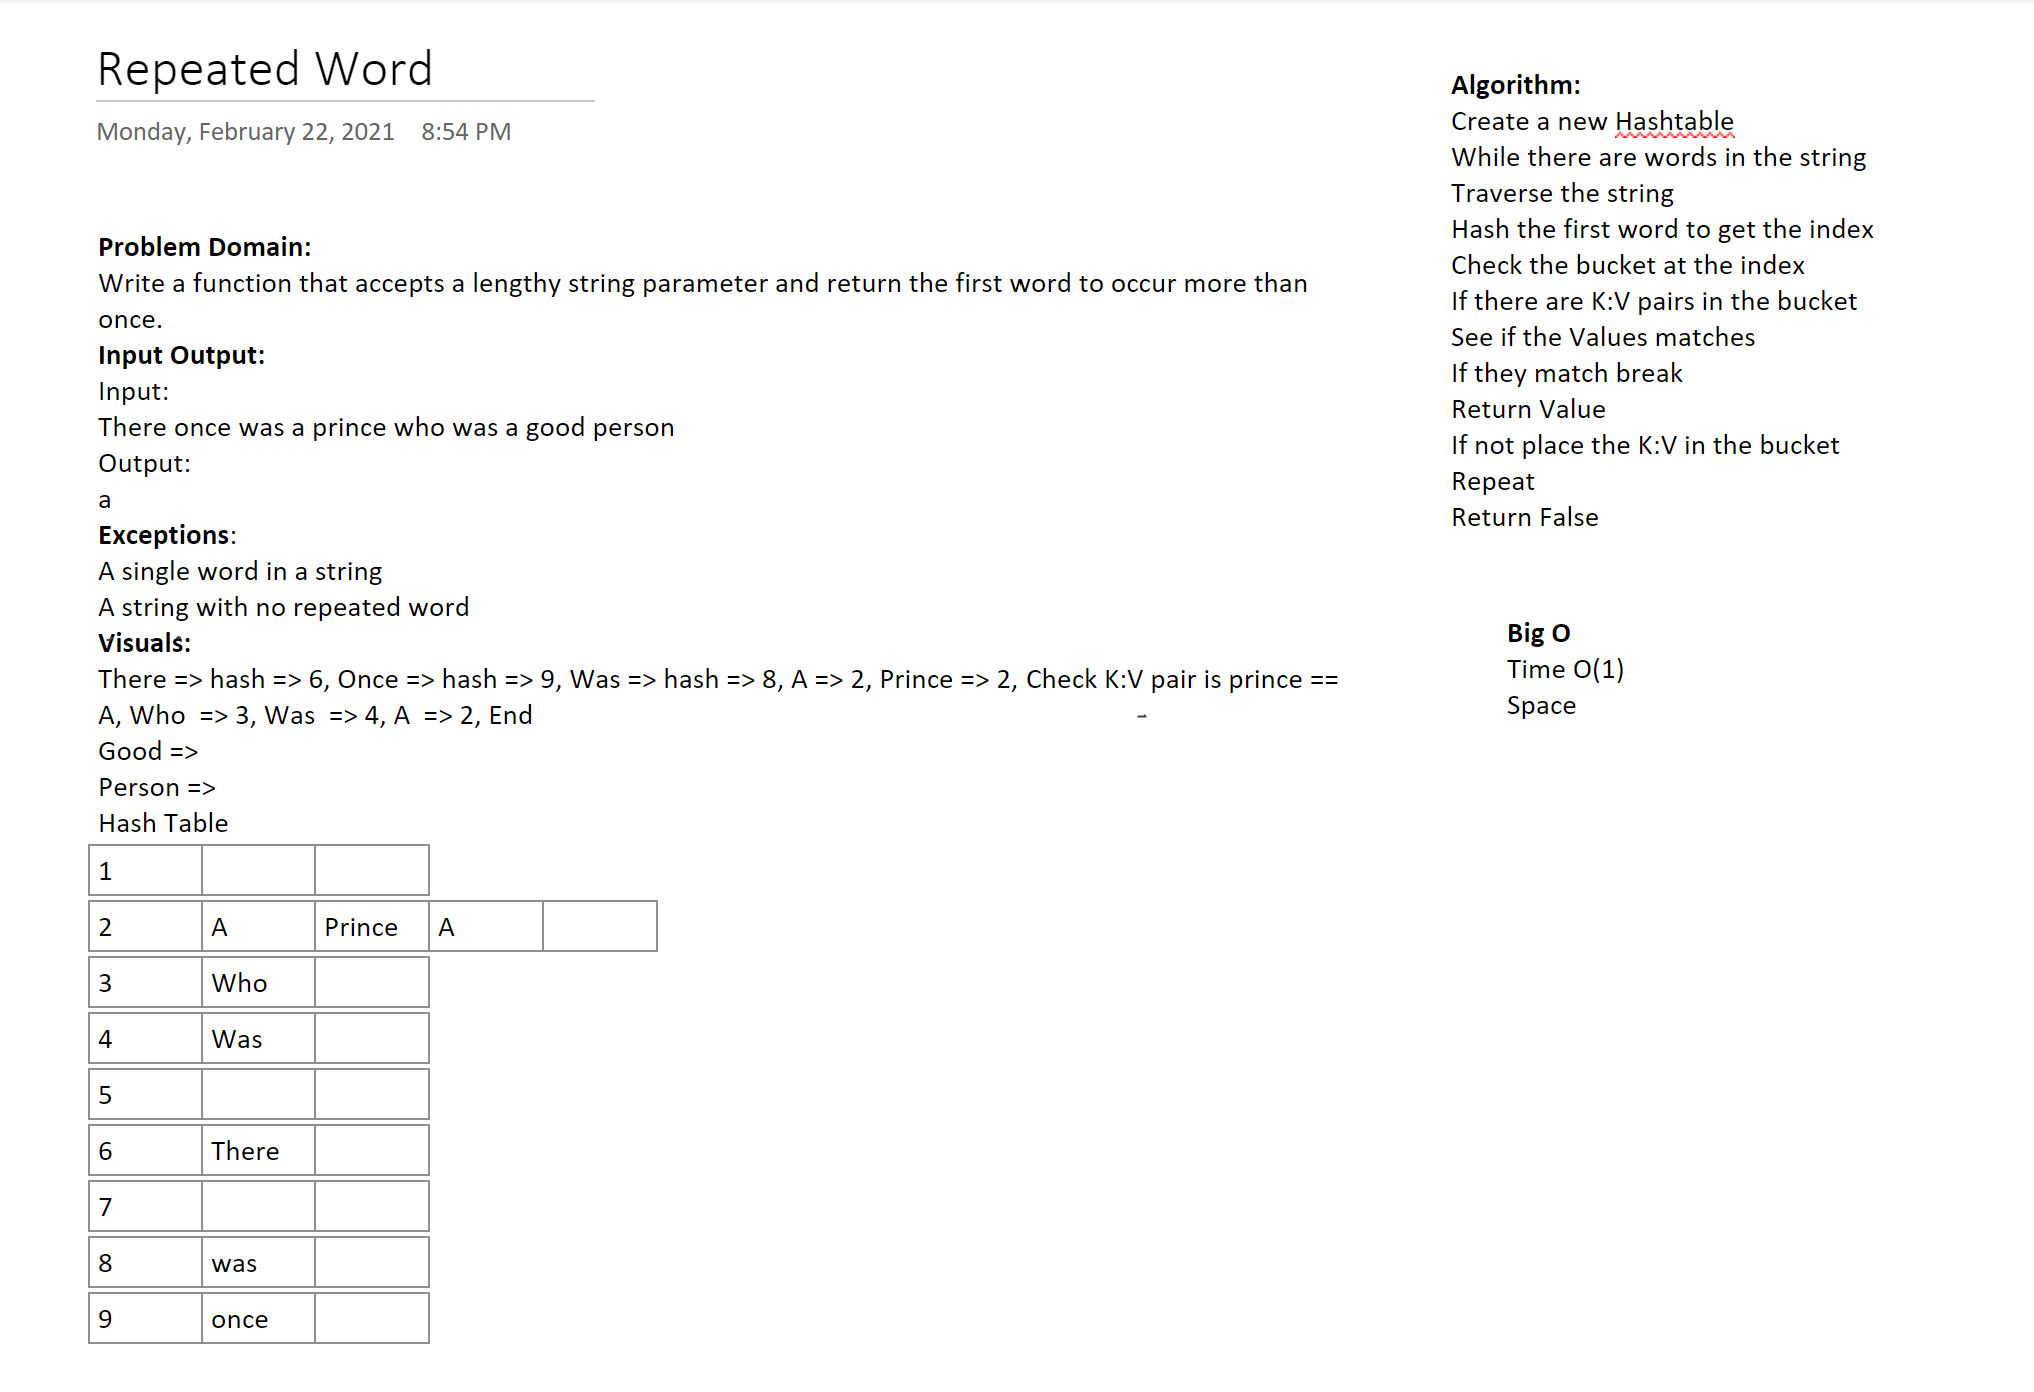 Repeated Word
Monday, February 22, 2021 8:54 PM
Problem Domain:
Write a function that accepts a lengthy string parameter and return the first word to occur more than
once.
Input Output:
Input:
There once was a prince who was a good person
Output:
a
Exceptions:
A single word in a string
A string with no repeated word
Visuals:
There => hash => 6, Once => hash => 9, Was => hash => 8, A => 2, Prince => 2, Check K:V pair is prince ==
A, Who => 3, Was => 4, A => 2, End
Good =>
Person =>
Hash Table
1
2 A Prince A
3 Who
4 Was
5
6 There
7
8 was
9 once
Algorithm:
Create a new Hashtable
While there are words in the string
Traverse the string
Hash the first word to get the index
Check the bucket at the index
If there are K:V pairs in the bucket
See if the Values matches
If they match break
Return Value
If not place the K:V in the bucket
Repeat
Return False
Big O
Time O(1)
Space